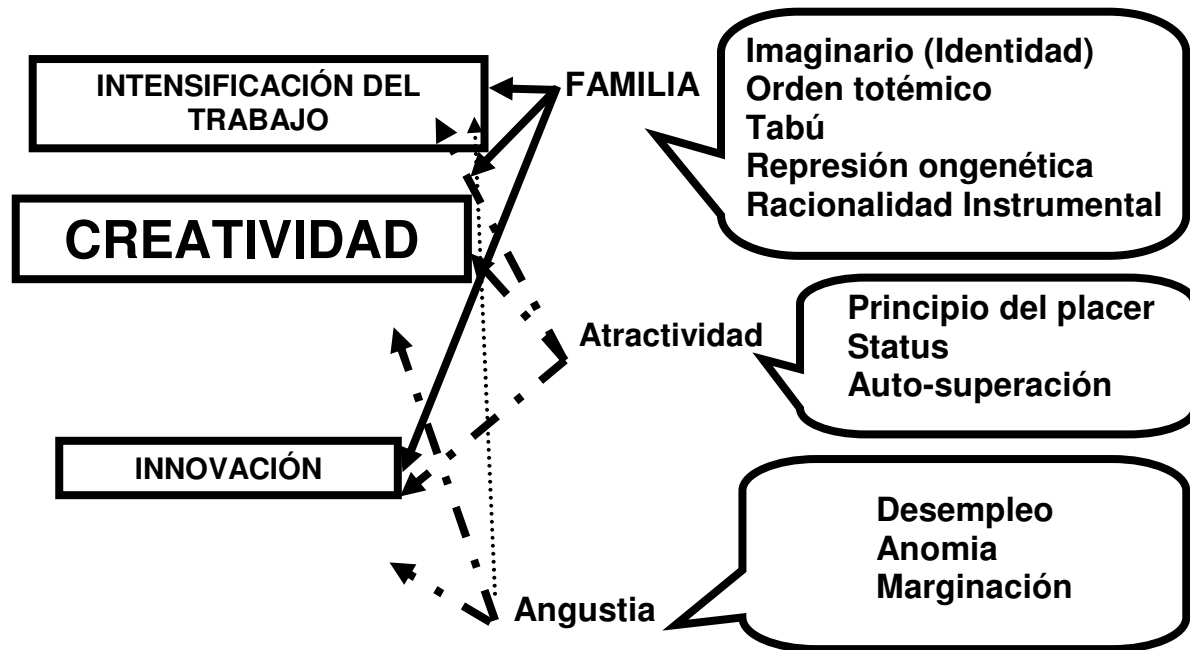 INTENSIFICACIÓN DEL
TRABAJO
CREATIVIDAD
INNOVACIÓN
FAMILIA
Imaginario (Identidad)
Orden totémico
Tabú
Represión ongenética
Racionalidad Instrumental
Atractividad
Principio del placer
Status
Auto-superación
Angustia
Desempleo
Anomia
Marginación